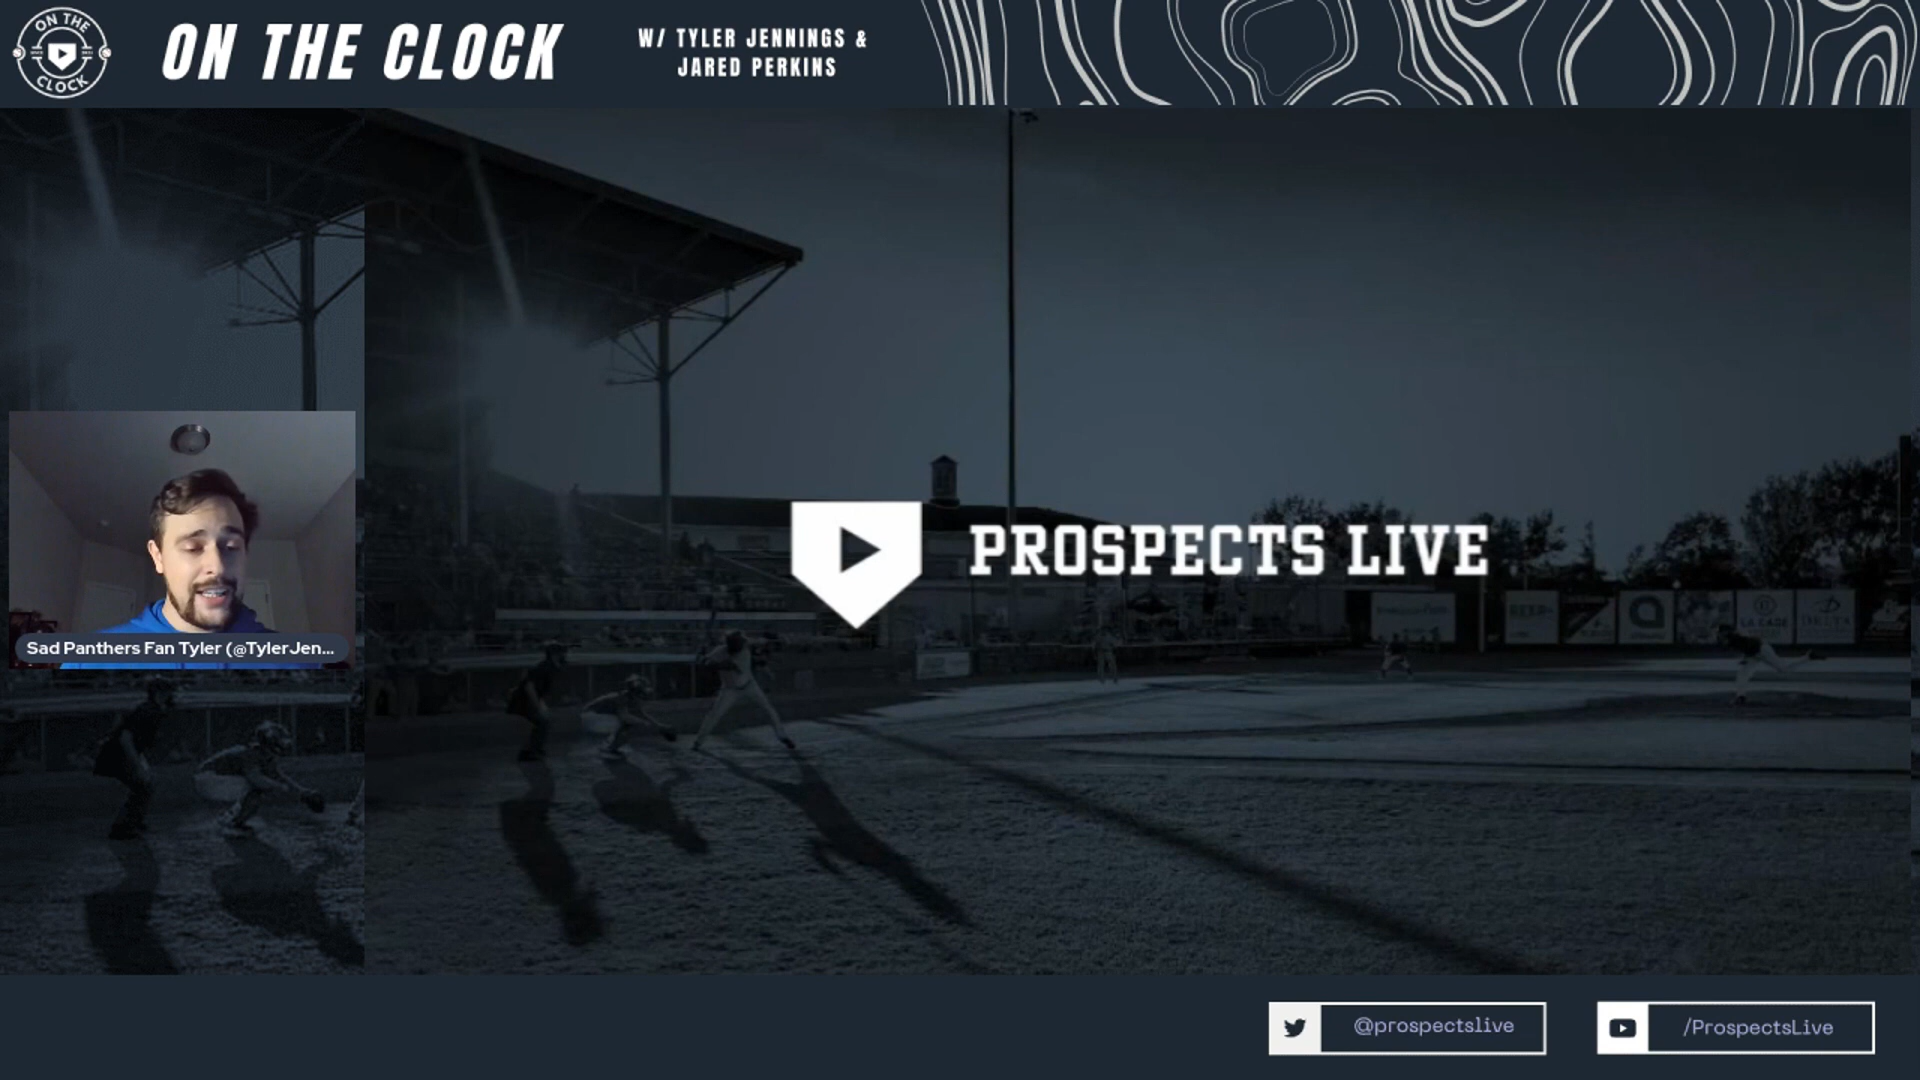 ON THE
CLOCK
ON THE CLOCK
W/ TYLER JENNINGS &
JARED PERKINS
Sad Panthers Fan Tyler (@TylerJen...
PROSPECTS LIVE
@prospectslive
/ProspectsLive